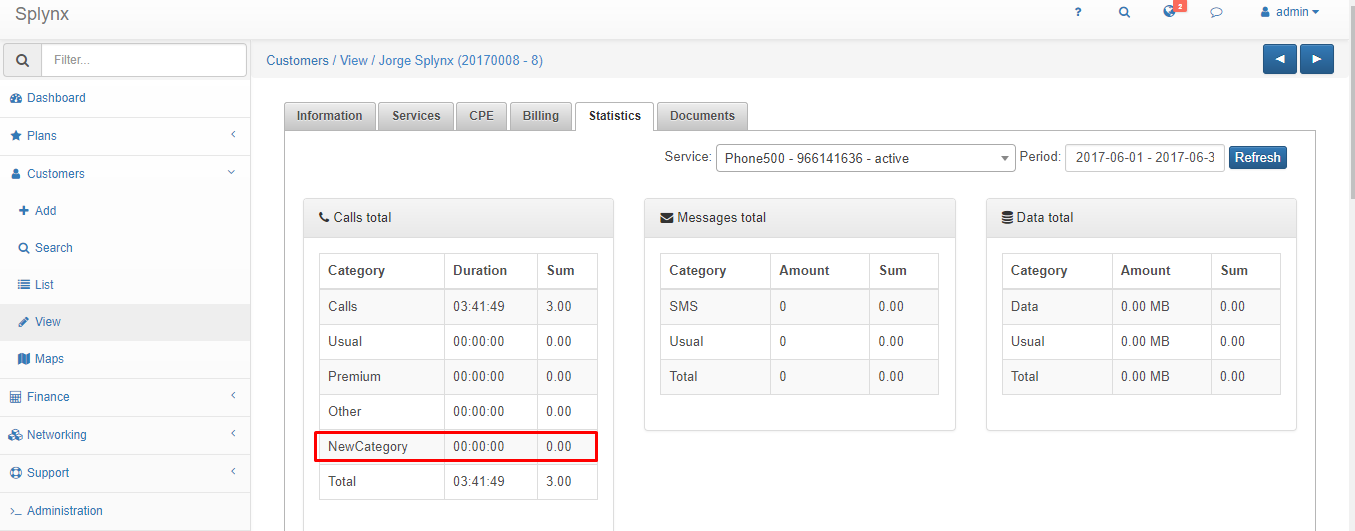 Splynx
?
2
admin
Filter...
Customers / View / Jorge Splynx (20170008 - 8)
Dashboard
Plans
Customers
Add
Search
List
View
Maps
Finance
Networking
Support
>_ Administration
Information Services CPE Billing Statistics Documents
Service: Phone500 - 966141636 - active Period: 2017-06-01 - 2017-06-3 Refresh
Calls total
Category Duration Sum
Calls 03:41:49 3.00
Usual 00:00:00 0.00
Premium 00:00:00 0.00
Other 00:00:00 0.00
NewCategory 00:00:00 0.00
Total 03:41:49 3.00
Messages total
Category Amount Sum
SMS 0 0.00
Usual 0 0.00
Total 0 0.00
Data total
Category Amount Sum
Data 0.00 MB 0.00
Usual 0.00 MB 0.00
Total 0.00 MB 0.00